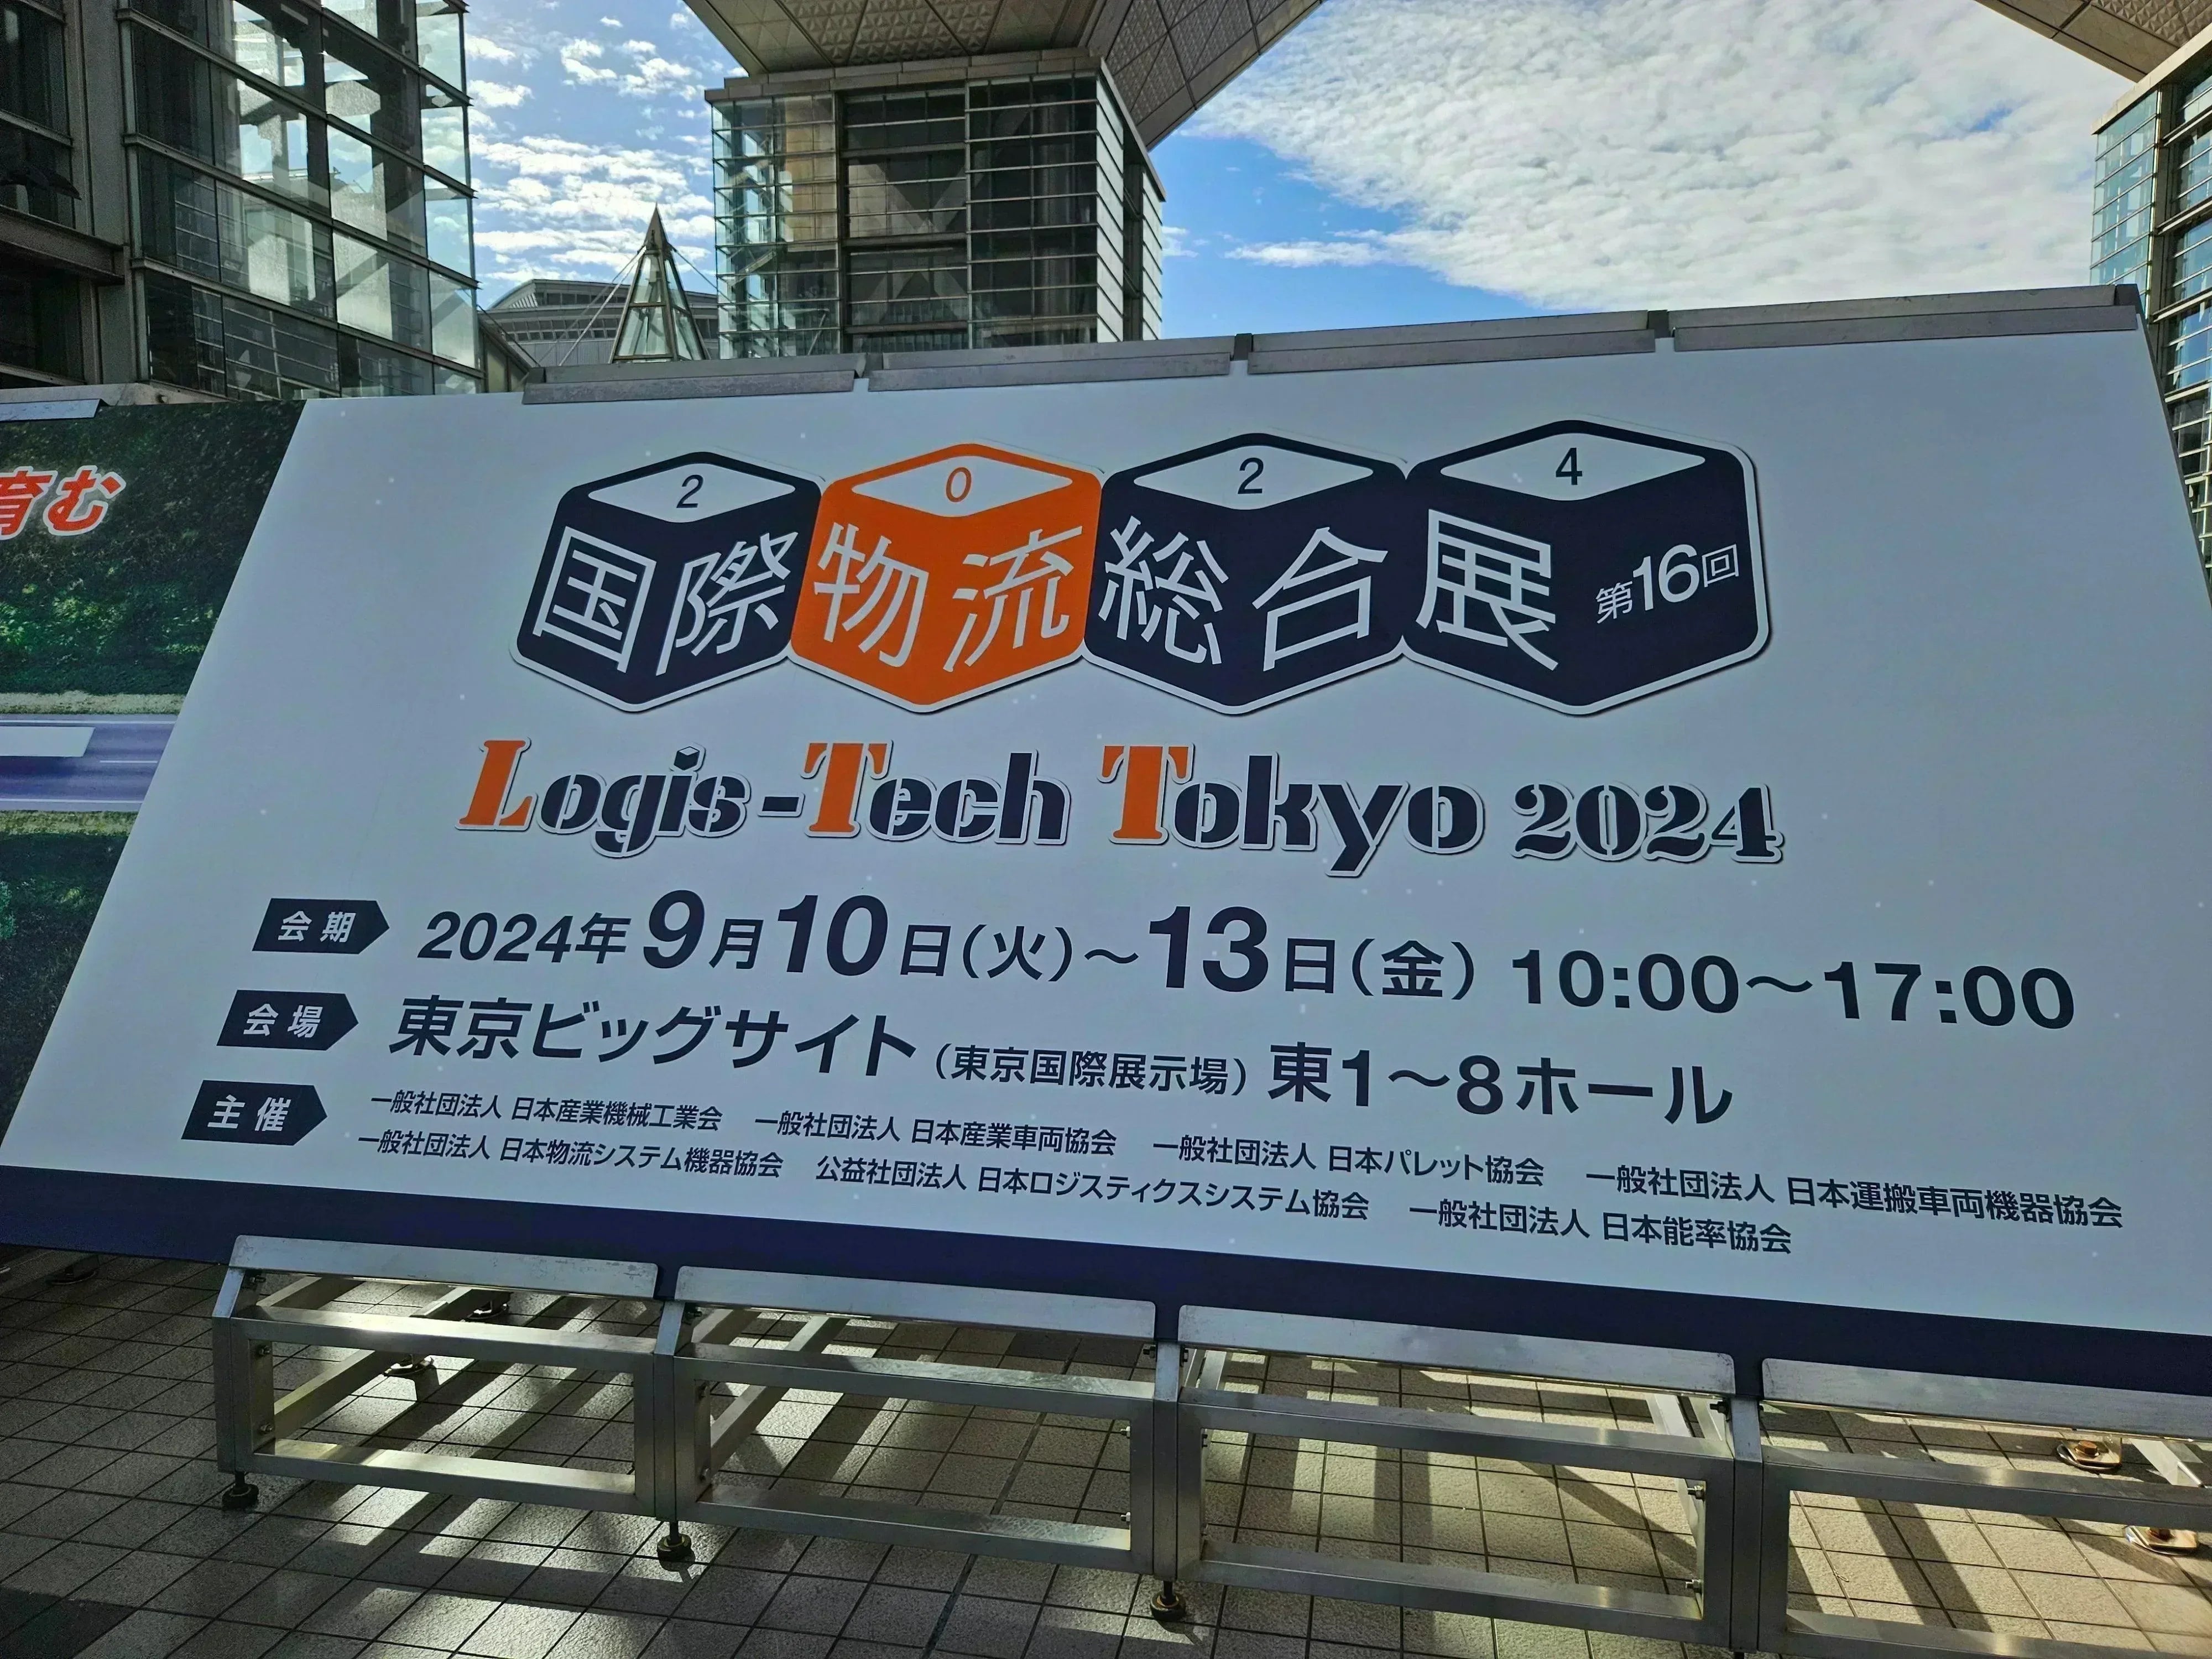 育む
2 0 2 4
国際物流総合展 第16回
Logis-Tech Tokyo 2024
会期 2024年9月10日(火)~13日(金) 10:00~17:00
会場 東京ビッグサイト(東京国際展示場) 東1~8ホール
主催 一般社団法人 日本産業機械工業会 一般社団法人 日本産業車両協会 一般社団法人 日本パレット協会 一般社団法人 日本運搬車両機器協会
一般社団法人 日本物流システム機器協会 公益社団法人 日本ロジスティクスシステム協会 一般社団法人 日本能率協会